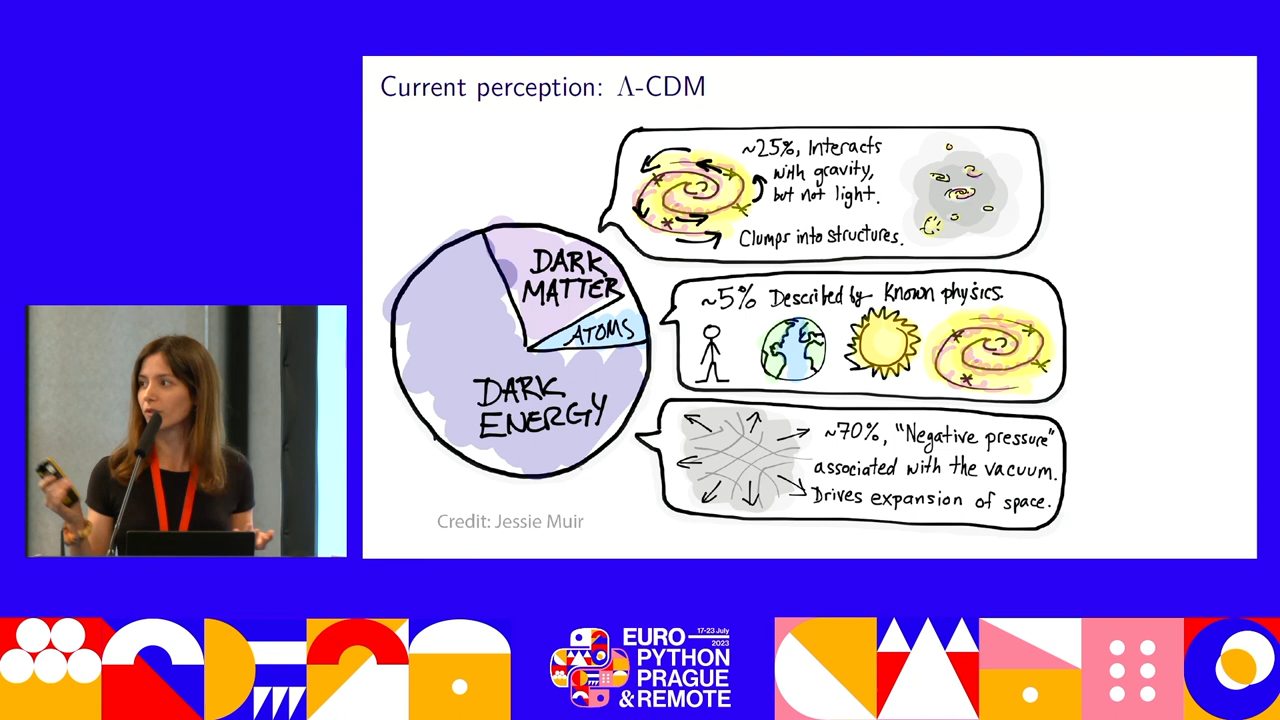 Current perception: Λ-CDM
~25%, Interacts
with gravity,
but not light.
Clumps into structures.
DARK
MATTER
ATOMS
DARK
ENERGY
~5% Described by Known physics.
~70%, "Negative pressure"
associated with the vacuum.
Drives expansion of space.
Credit: Jessie Muir
EURO
17-23 July
2023
PYTHON
PRAGUE
& REMOTE